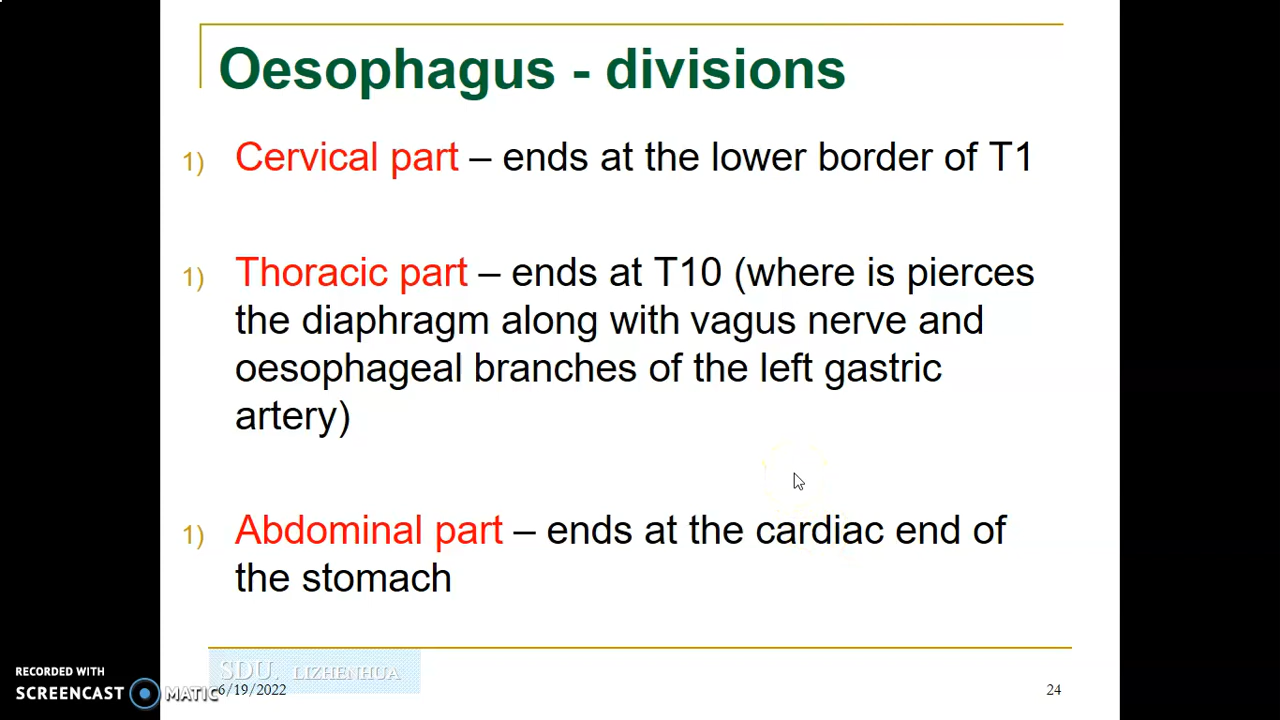 Oesophagus - divisions
1) Cervical part – ends at the lower border of T1
1) Thoracic part – ends at T10 (where is pierces
the diaphragm along with vagus nerve and
oesophageal branches of the left gastric
artery)
1) Abdominal part – ends at the cardiac end of
the stomach
SDU. LIZHENHUA
RECORDED WITH
SCREENCAST MATIC
6/19/2022
24